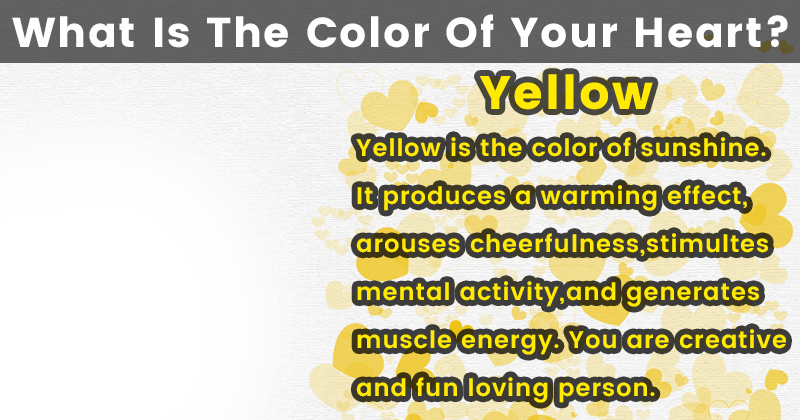 What Is The Color Of Your Heart?
Yellow
Yellow is the color of sunshine.
It produces a warming effect,
arouses cheerfulness,stimultes
mental activity,and generates
muscle energy. You are creative
and fun loving person.